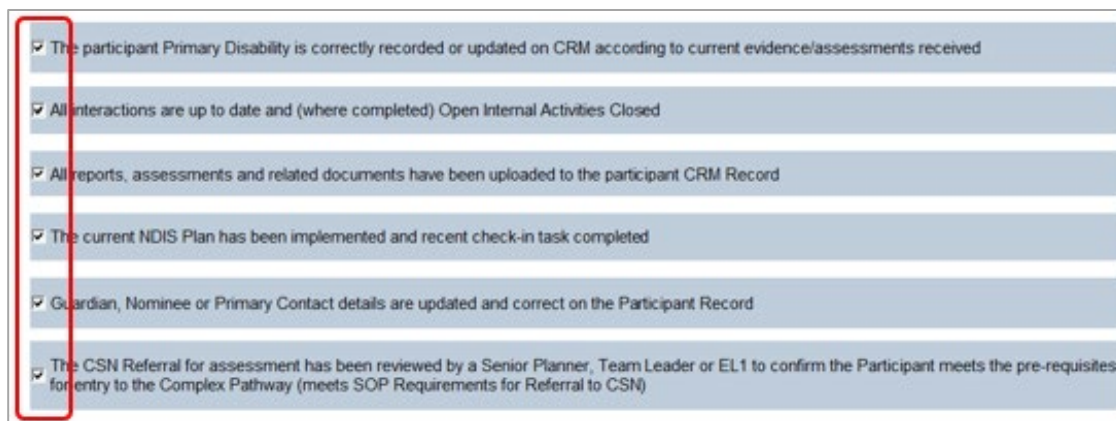 The participant Primary Disability is correctly recorded or updated on CRM according to current evidence/assessments received
All interactions are up to date and (where completed) Open Internal Activities Closed
All reports, assessments and related documents have been uploaded to the participant CRM Record
The current NDIS Plan has been implemented and recent check-in task completed
Guardian, Nominee or Primary Contact details are updated and correct on the Participant Record
The CSN Referral for assessment has been reviewed by a Senior Planner, Team Leader or EL1 to confirm the Participant meets the pre-requisites
for entry to the Complex Pathway (meets SOP Requirements for Referral to CSN)